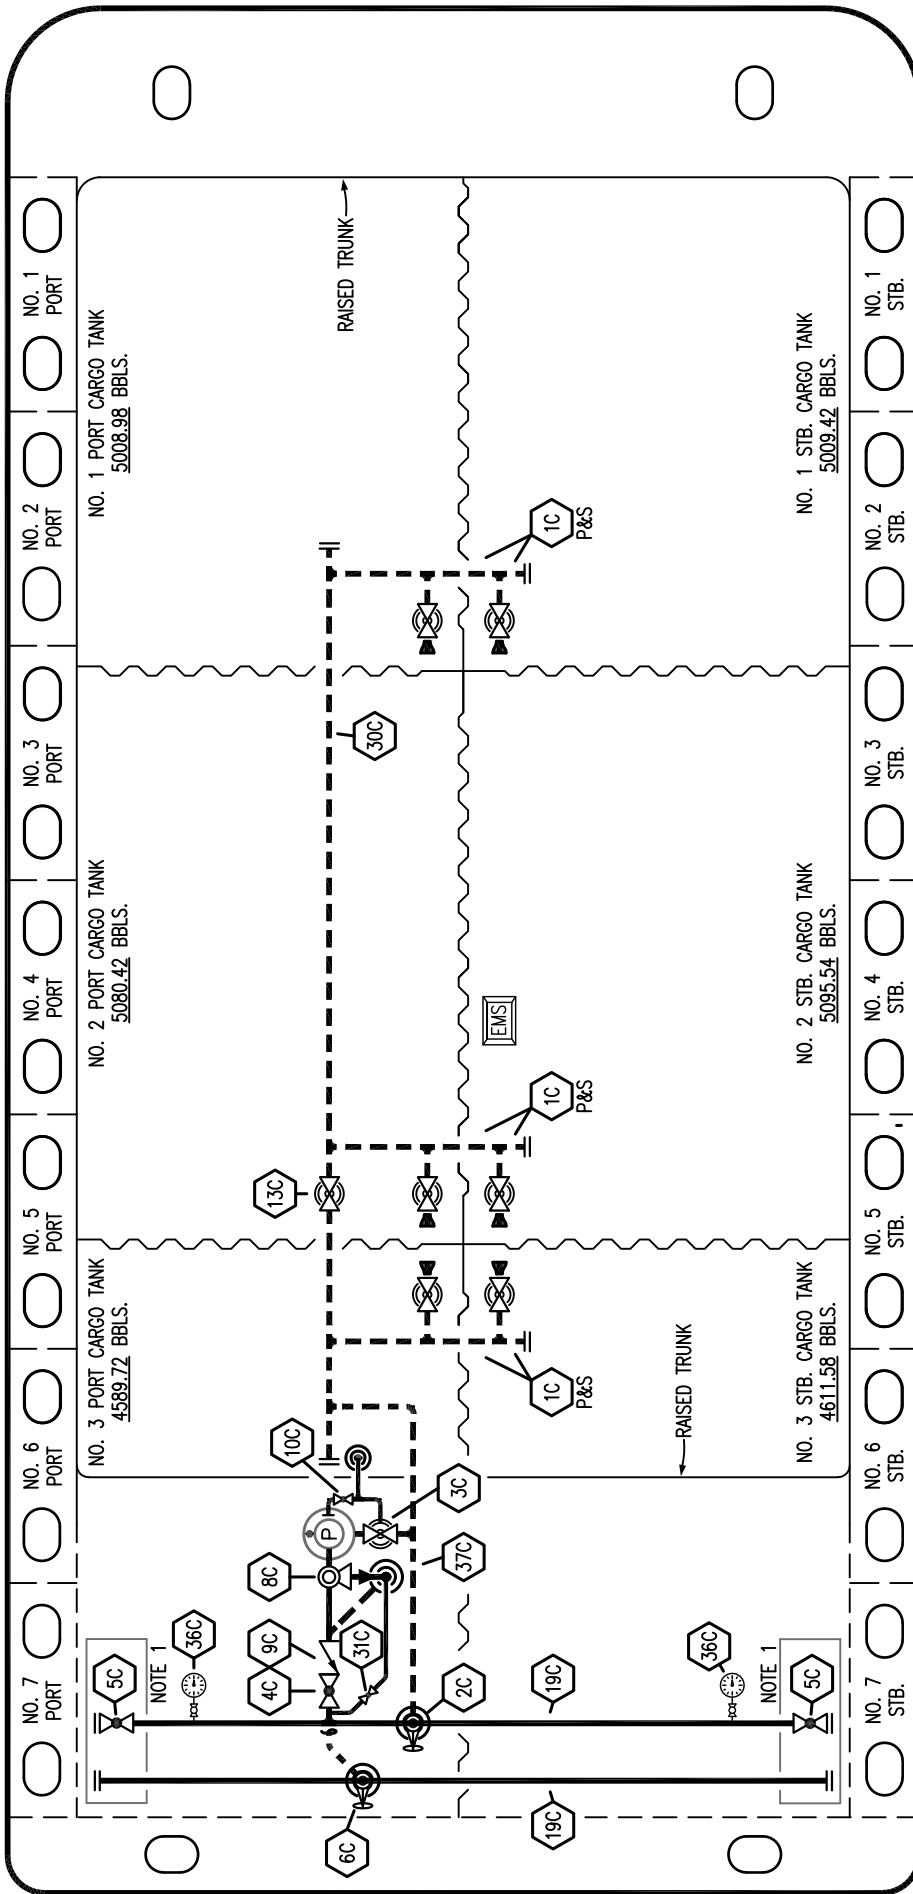 NO. 1
PORT
NO. 2
PORT
NO. 3
PORT
NO. 4
PORT
NO. 5
PORT
NO. 6
PORT
NO. 7
PORT
NO. 1 PORT CARGO TANK
5008.98 BBLS.
NO. 2 PORT CARGO TANK
5080.42 BBLS.
NO. 3 PORT CARGO TANK
4589.72 BBLS.
RAISED TRUNK
30C
13C
10C
P
8C
9C
4C
31C
3C
37C
2C
6C
36C
5C
NOTE 1
1C
P&S
1C
P&S
1C
P&S
EMS
RAISED TRUNK
19C
19C
36C
5C
NOTE 1
NO. 1 STB. CARGO TANK
5009.42 BBLS.
NO. 2 STB. CARGO TANK
5095.54 BBLS.
NO. 3 STB. CARGO TANK
4611.58 BBLS.
NO. 1
STB.
NO. 2
STB.
NO. 3
STB.
NO. 4
STB.
NO. 5
STB.
NO. 6
STB.
NO. 7
STB.